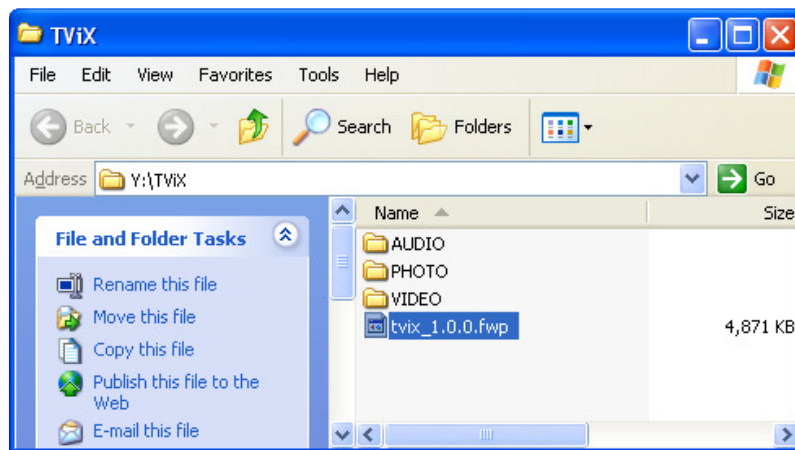 TViX
File Edit View Favorites Tools Help
Back Search Folders
Address Y:\TViX Go
Name Size
File and Folder Tasks
Rename this file
Move this file
Copy this file
Publish this file to the
Web
E-mail this file
AUDIO
PHOTO
VIDEO
tvix_1.0.0.fwp 4,871 KB